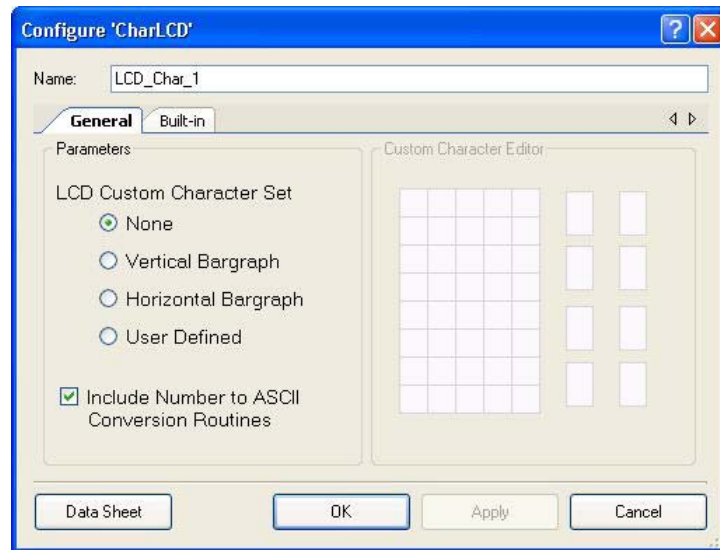 Configure 'CharLCD'
Name: LCD_Char_1
General Built-in
Parameters
Custom Character Editor
LCD Custom Character Set
None
Vertical Bargraph
Horizontal Bargraph
User Defined
Include Number to ASCII
Conversion Routines
Data Sheet OK Apply Cancel